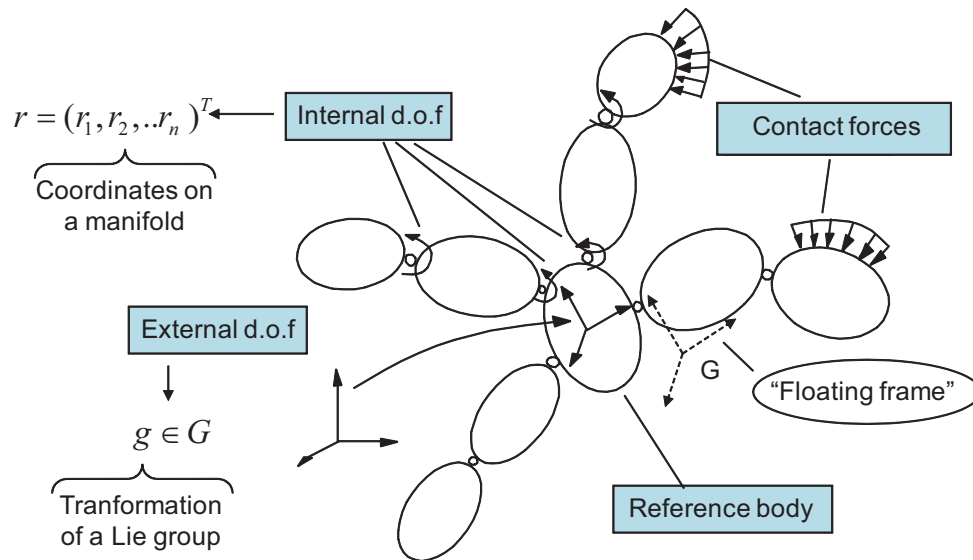 r = (r₁, r₂, ..rₙ)ᵀ
Internal d.o.f
Coordinates on
a manifold
Contact forces
External d.o.f
g ∈ G
Tranformation
of a Lie group
G
“Floating frame”
Reference body